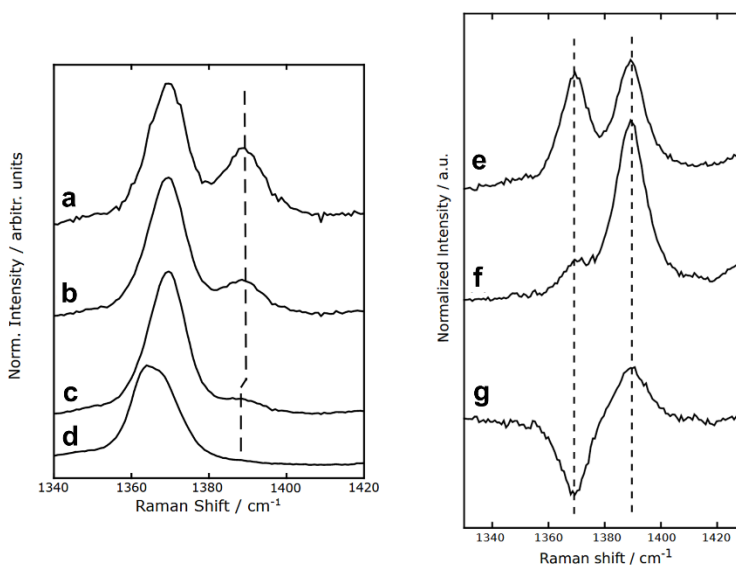 Norm. Intensity / arbitr. units
a
b
c
d
1340 1360 1380 1400 1420
Raman Shift / cm⁻¹
Normalized Intensity / a.u.
e
f
g
1340 1360 1380 1400 1420
Raman shift / cm⁻¹